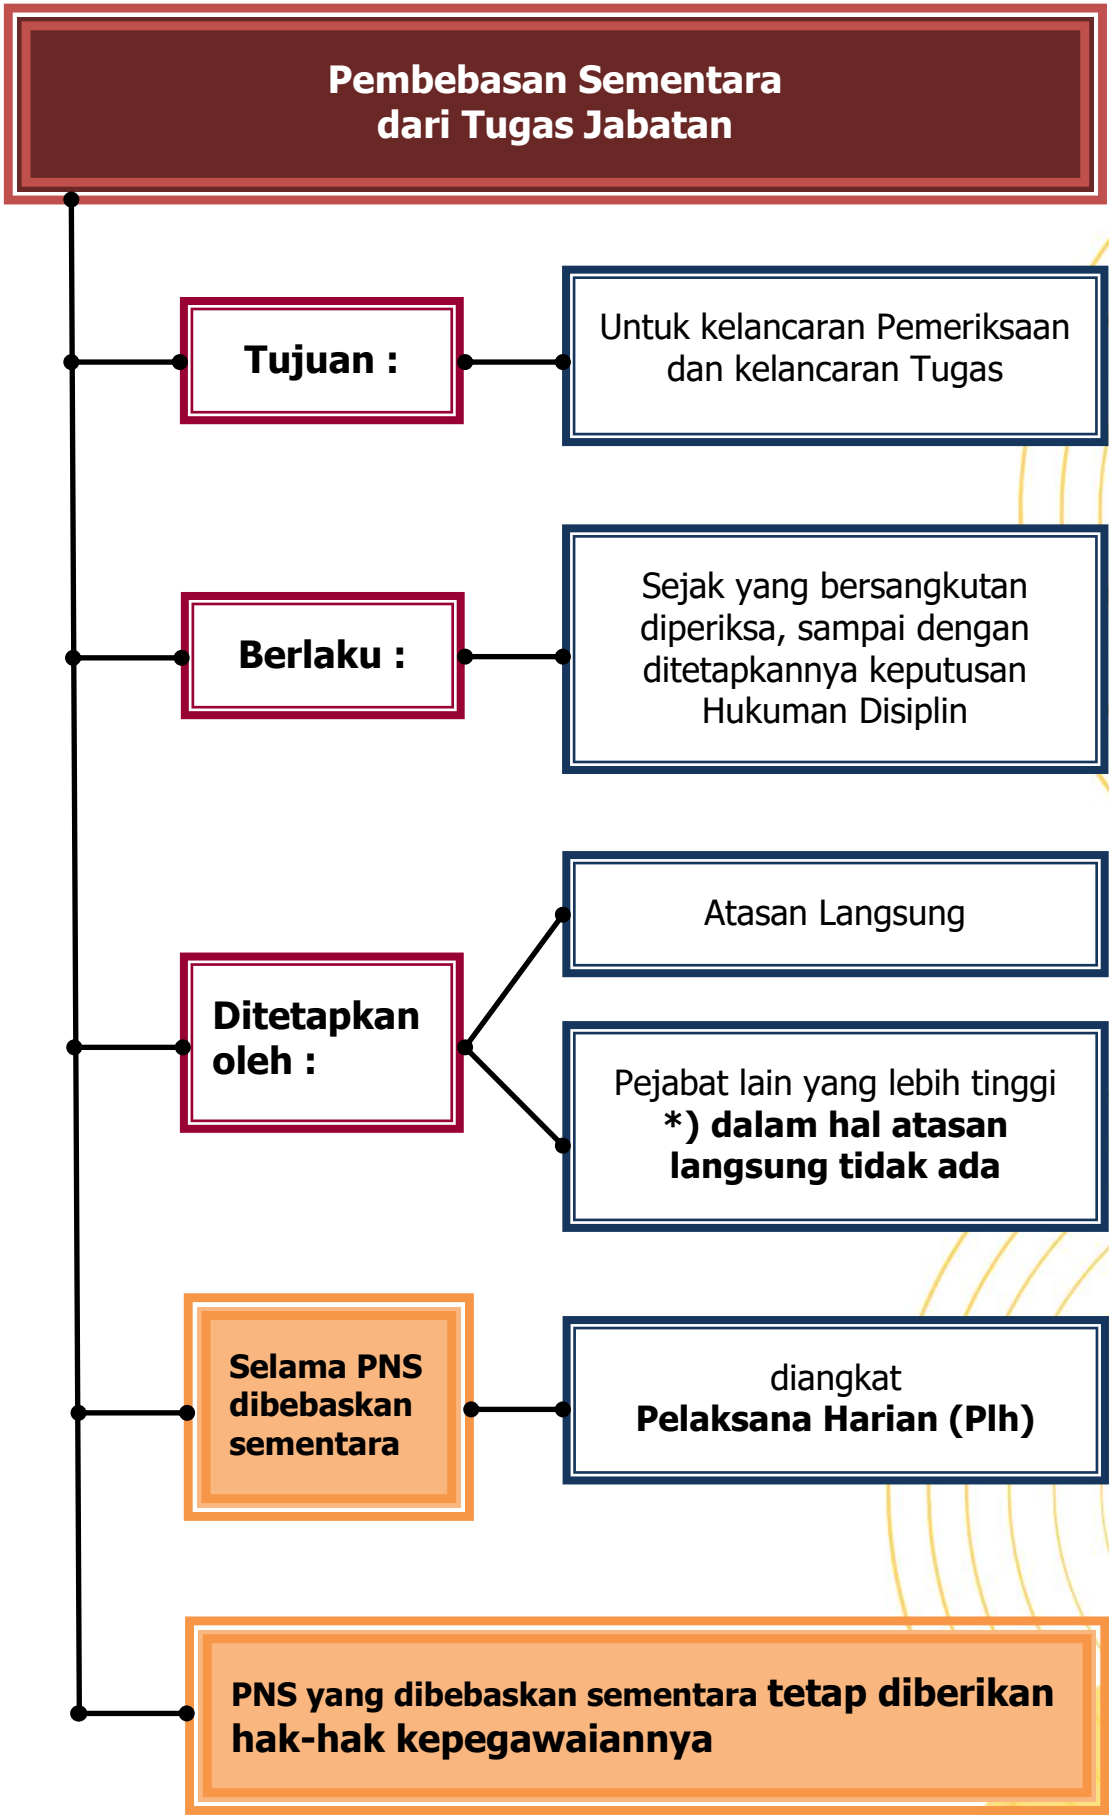 Pembebasan Sementara
dari Tugas Jabatan
Tujuan :
Untuk kelancaran Pemeriksaan
dan kelancaran Tugas
Berlaku :
Sejak yang bersangkutan
diperiksa, sampai dengan
ditetapkannya keputusan
Hukuman Disiplin
Ditetapkan
oleh :
Atasan Langsung
Pejabat lain yang lebih tinggi
*) dalam hal atasan
langsung tidak ada
Selama PNS
dibebaskan
sementara
diangkat
Pelaksana Harian (Plh)
PNS yang dibebaskan sementara tetap diberikan
hak-hak kepegawaiannya